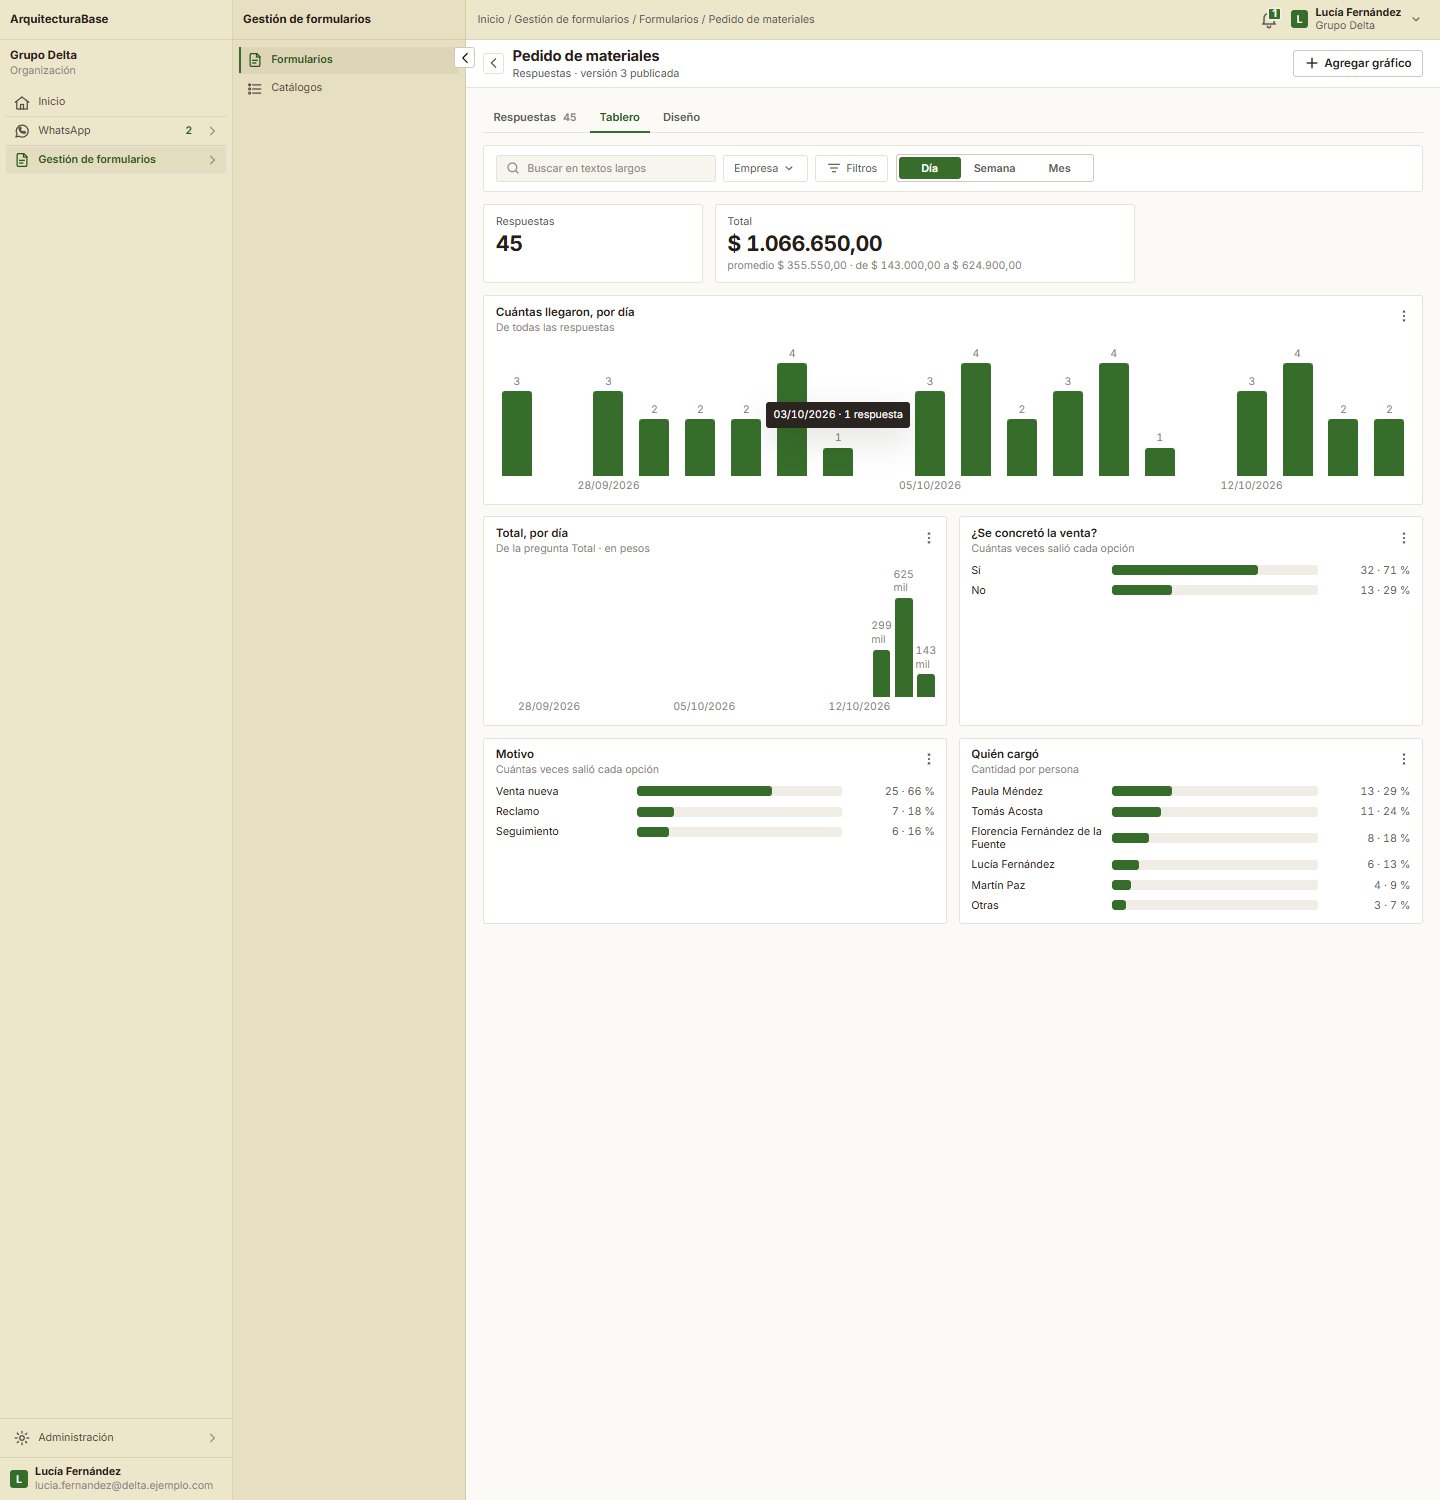 ArquitecturaBase
Grupo Delta
Organización
Inicio
WhatsApp 2
Gestión de formularios
Administración
L Lucía Fernández
lucia.fernandez@delta.ejemplo.com
Gestión de formularios
Formularios
Catálogos
Inicio / Gestión de formularios / Formularios / Pedido de materiales
1
L Lucía Fernández
Grupo Delta
Pedido de materiales
Respuestas · versión 3 publicada
Agregar gráfico
Respuestas 45 Tablero Diseño
Buscar en textos largos Empresa Filtros Día Semana Mes
Respuestas
45
Total
$ 1.066.650,00
promedio $ 355.550,00 · de $ 143.000,00 a $ 624.900,00
Cuántas llegaron, por día
De todas las respuestas
3 3 2 2 2 4 1 3 4 2 3 4 1 3 4 2 2
03/10/2026 · 1 respuesta
28/09/2026 05/10/2026 12/10/2026
Total, por día
De la pregunta Total · en pesos
299 mil
625 mil
143 mil
28/09/2026 05/10/2026 12/10/2026
¿Se concretó la venta?
Cuántas veces salió cada opción
Sí 32 · 71 %
No 13 · 29 %
Motivo
Cuántas veces salió cada opción
Venta nueva 25 · 66 %
Reclamo 7 · 18 %
Seguimiento 6 · 16 %
Quién cargó
Cantidad por persona
Paula Méndez 13 · 29 %
Tomás Acosta 11 · 24 %
Florencia Fernández de la
Fuente 8 · 18 %
Lucía Fernández 6 · 13 %
Martín Paz 4 · 9 %
Otras 3 · 7 %